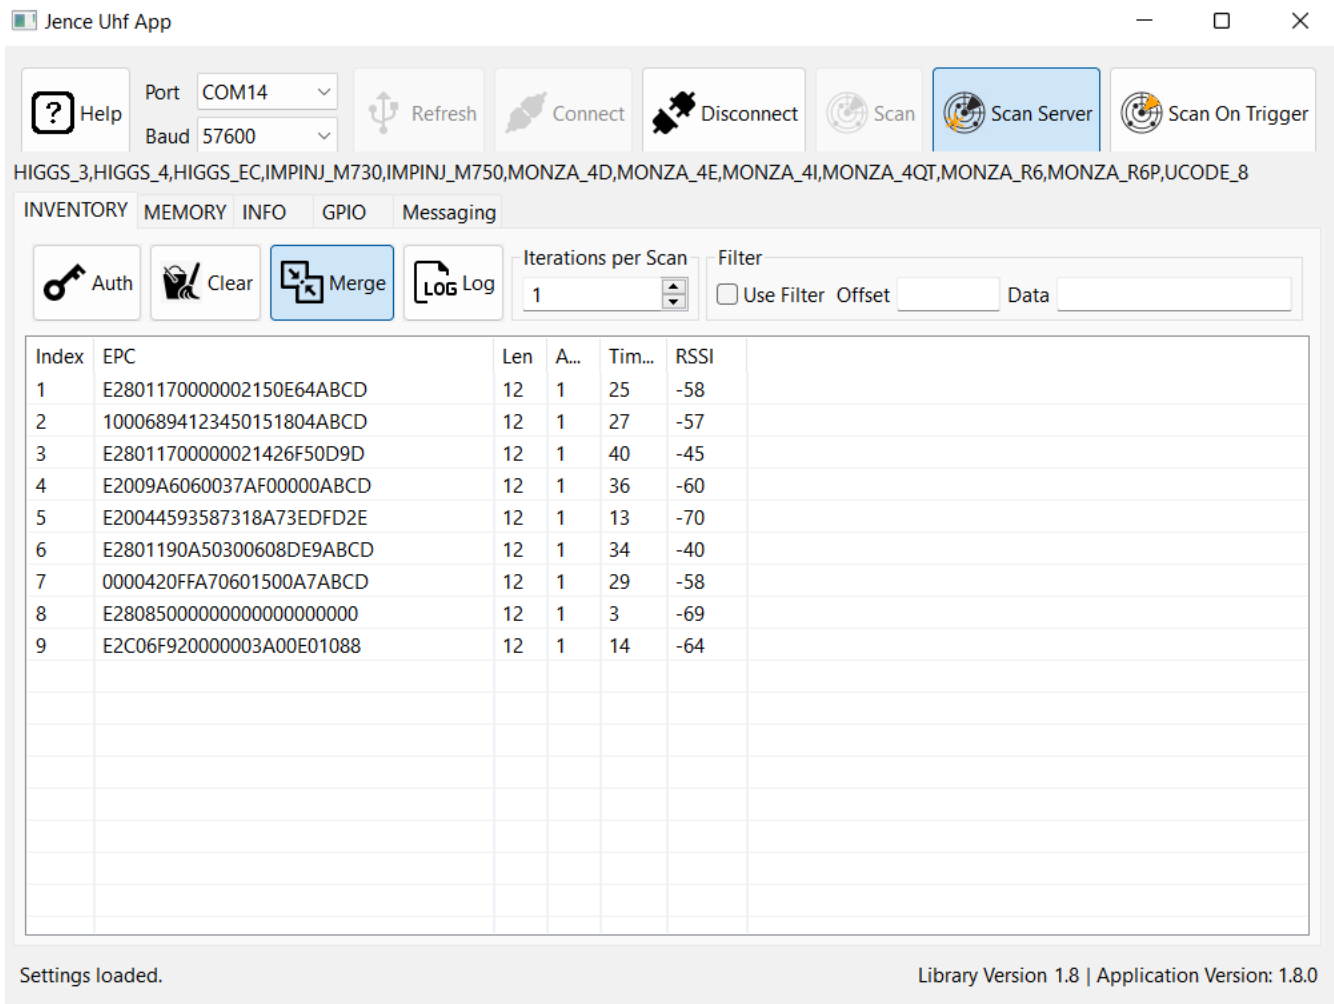 Jence Uhf App
? Help
Port COM14
Baud 57600
Refresh
Connect
Disconnect
Scan
Scan Server
Scan On Trigger
HIGGS_3,HIGGS_4,HIGGS_EC,IMPINJ_M730,IMPINJ_M750,MONZA_4D,MONZA_4E,MONZA_4I,MONZA_4QT,MONZA_R6,MONZA_R6P,UCODE_8
INVENTORY MEMORY INFO GPIO Messaging
Auth
Clear
Merge
LOG Log
Iterations per Scan
1
Filter
Use Filter Offset Data
Index EPC Len A... Tim... RSSI
1 E2801170000002150E64ABCD 12 1 25 -58
2 10006894123450151804ABCD 12 1 27 -57
3 E28011700000021426F50D9D 12 1 40 -45
4 E2009A6060037AF00000ABCD 12 1 36 -60
5 E20044593587318A73EDFD2E 12 1 13 -70
6 E2801190A50300608DE9ABCD 12 1 34 -40
7 0000420FFA70601500A7ABCD 12 1 29 -58
8 E28085000000000000000000 12 1 3 -69
9 E2C06F920000003A00E01088 12 1 14 -64
Settings loaded.
Library Version 1.8 | Application Version: 1.8.0